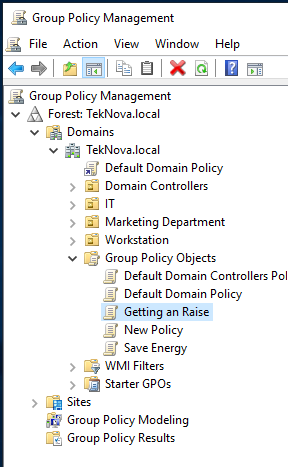 Group Policy Management
File Action View Window Help
Group Policy Management
Forest: TekNova.local
Domains
TekNova.local
Default Domain Policy
Domain Controllers
IT
Marketing Department
Workstation
Group Policy Objects
Default Domain Controllers Pol
Default Domain Policy
Getting an Raise
New Policy
Save Energy
WMI Filters
Starter GPOs
Sites
Group Policy Modeling
Group Policy Results